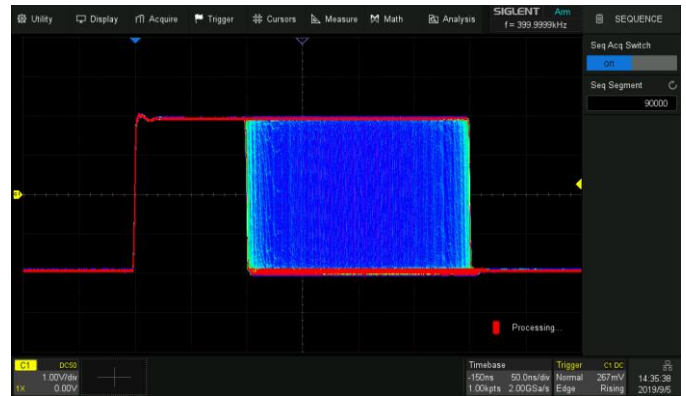 Utility Display Acquire Trigger Cursors Measure Math Analysis SIGLENT Arm
f = 399.9999kHz
SEQUENCE
Seq Acq Switch
on
Seq Segment
90000
Processing...
C1 DC50
1.00V/div
1X 0.00V
Timebase
-150ns 50.0ns/div
1.00kpts 2.00GSa/s
Trigger C1 DC
Normal 267mV
Edge Rising
14:35:38
2019/9/5